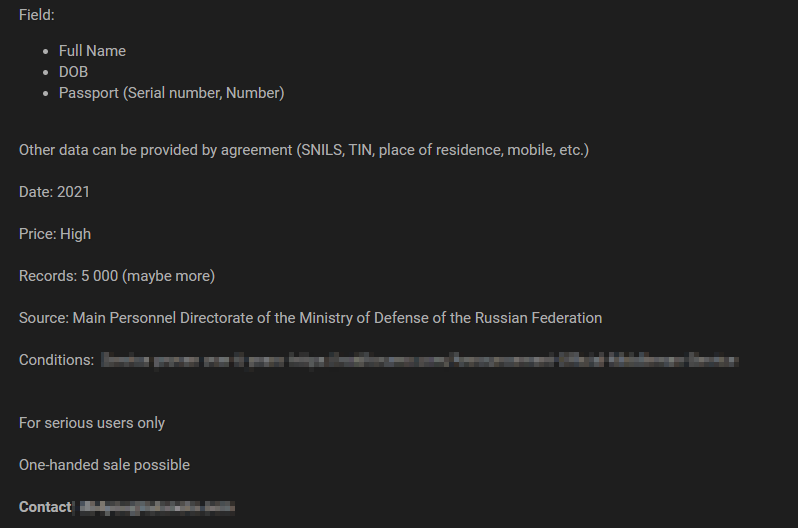 Field:
Full Name
DOB
Passport (Serial number, Number)
Other data can be provided by agreement (SNILS, TIN, place of residence, mobile, etc.)
Date: 2021
Price: High
Records: 5 000 (maybe more)
Source: Main Personnel Directorate of the Ministry of Defense of the Russian Federation
Conditions:
For serious users only
One-handed sale possible
Contact